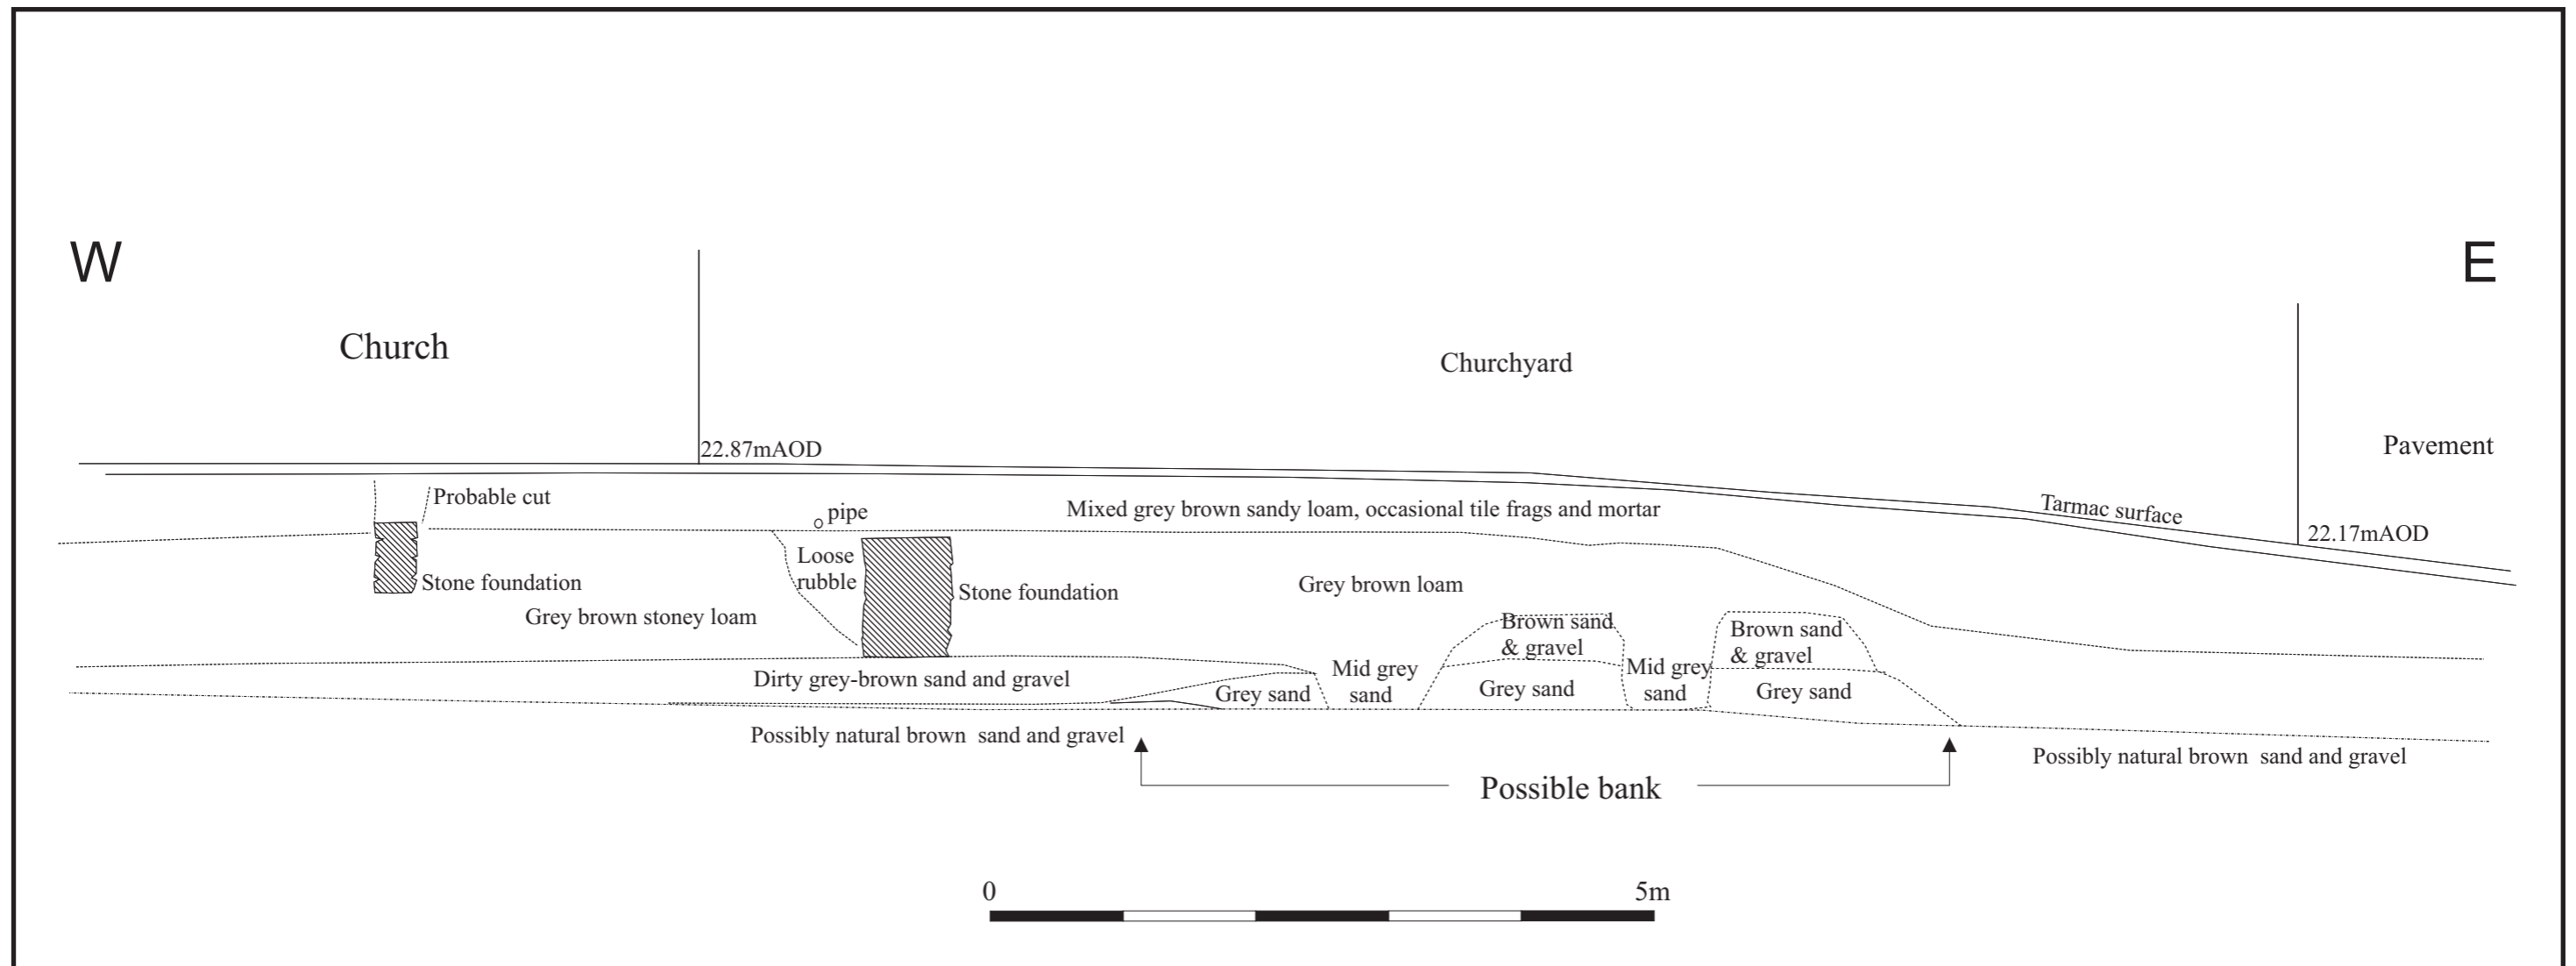 W
E
Church
Churchyard
Pavement
22.87mAOD
Probable cut
pipe
Mixed grey brown sandy loam, occasional tile frags and mortar
Tarmac surface
22.17mAOD
Loose
rubble
Stone foundation
Stone foundation
Grey brown loam
Grey brown stoney loam
Brown sand
& gravel
Brown sand
& gravel
Mid grey
sand
Mid grey
sand
Dirty grey-brown sand and gravel
Grey sand
Grey sand
Grey sand
Possibly natural brown sand and gravel
Possibly natural brown sand and gravel
Possible bank
0
5m